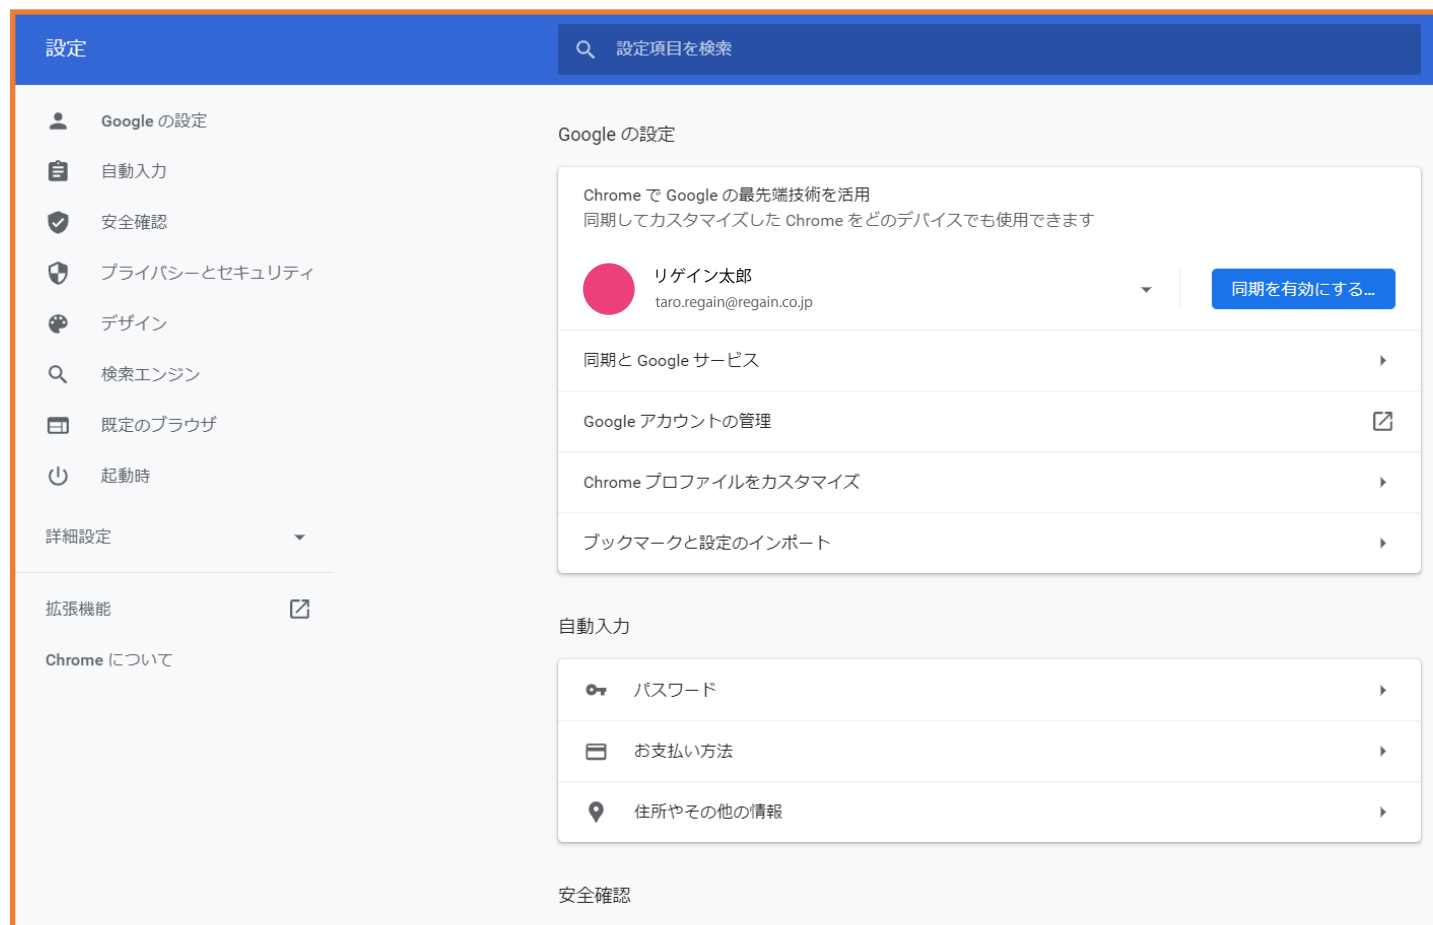 設定
設定項目を検索
Google の設定
自動入力
安全確認
プライバシーとセキュリティ
デザイン
検索エンジン
既定のブラウザ
起動時
詳細設定
拡張機能
Chrome について
Google の設定
Chrome で Google の最先端技術を活用
同期してカスタマイズした Chrome をどのデバイスでも使用できます
リゲイン太郎
taro.regain@regain.co.jp
同期を有効にする...
同期と Google サービス
Google アカウントの管理
Chrome プロファイルをカスタマイズ
ブックマークと設定のインポート
自動入力
パスワード
お支払い方法
住所やその他の情報
安全確認